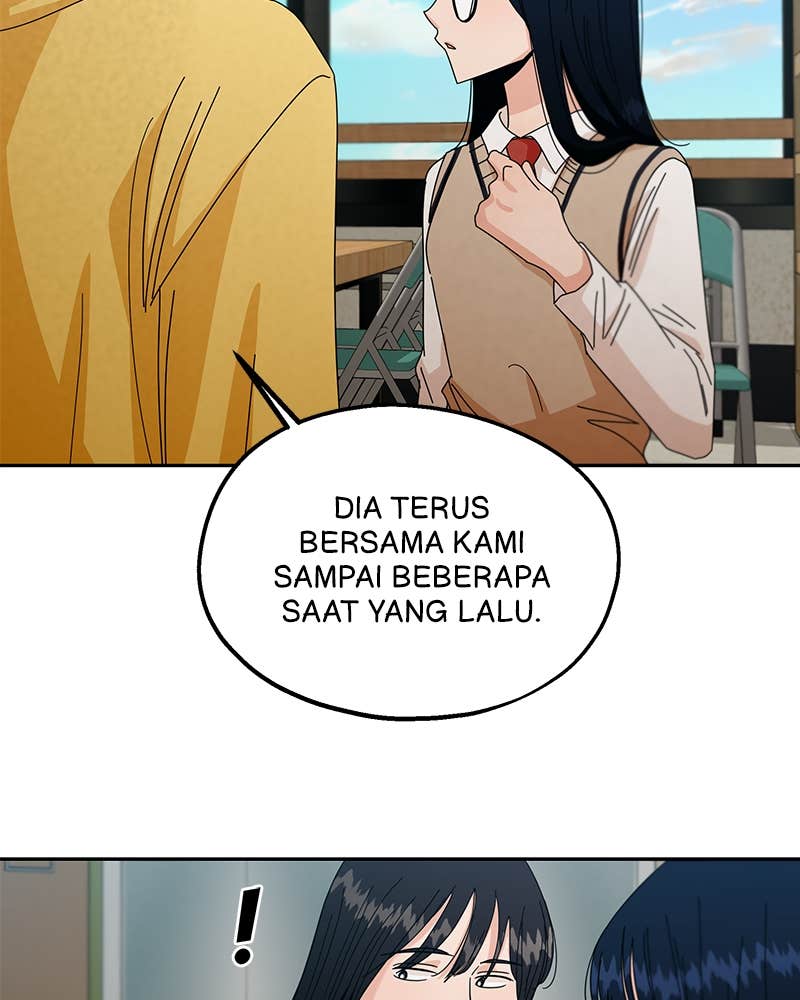 DIA TERUS
BERSAMA KAMI
SAMPAI BEBERAPA
SAAT YANG LALU.
!